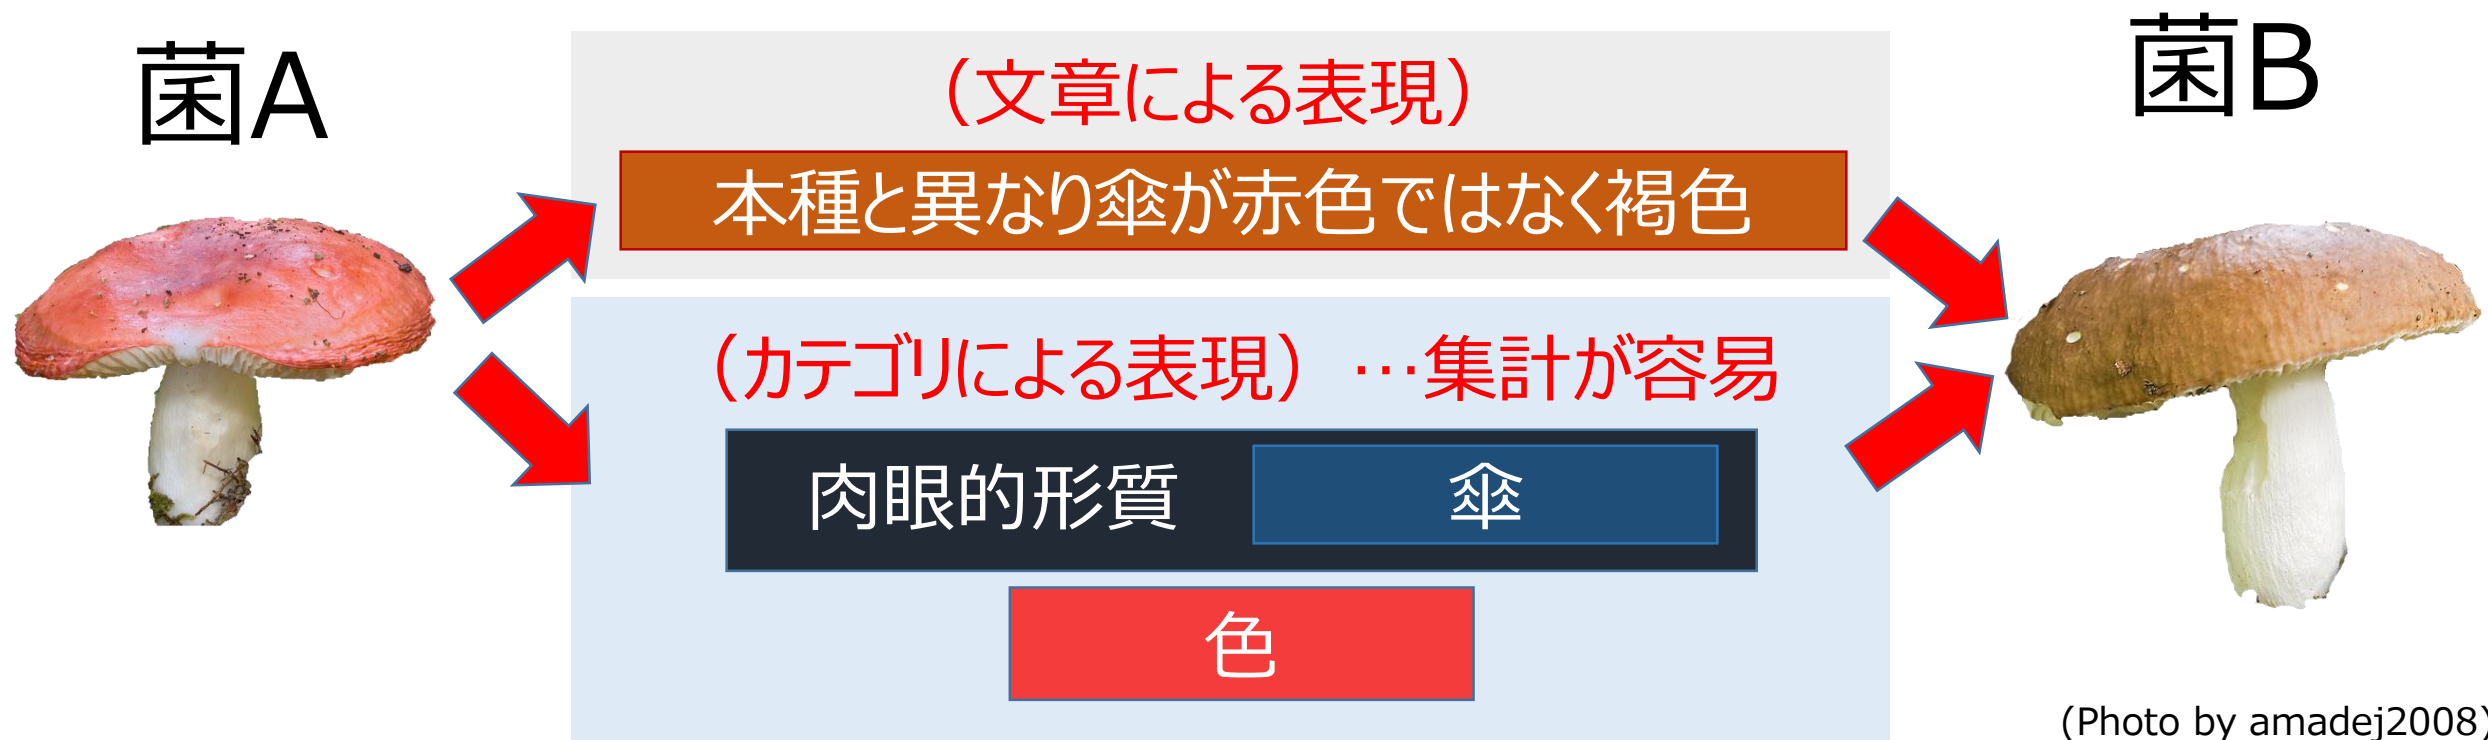 菌A
(文章による表現)
菌B
本種と異なり傘が赤色ではなく褐色
(カテゴリによる表現) …集計が容易
肉眼的形質
傘
色
(Photo by amadej2008)